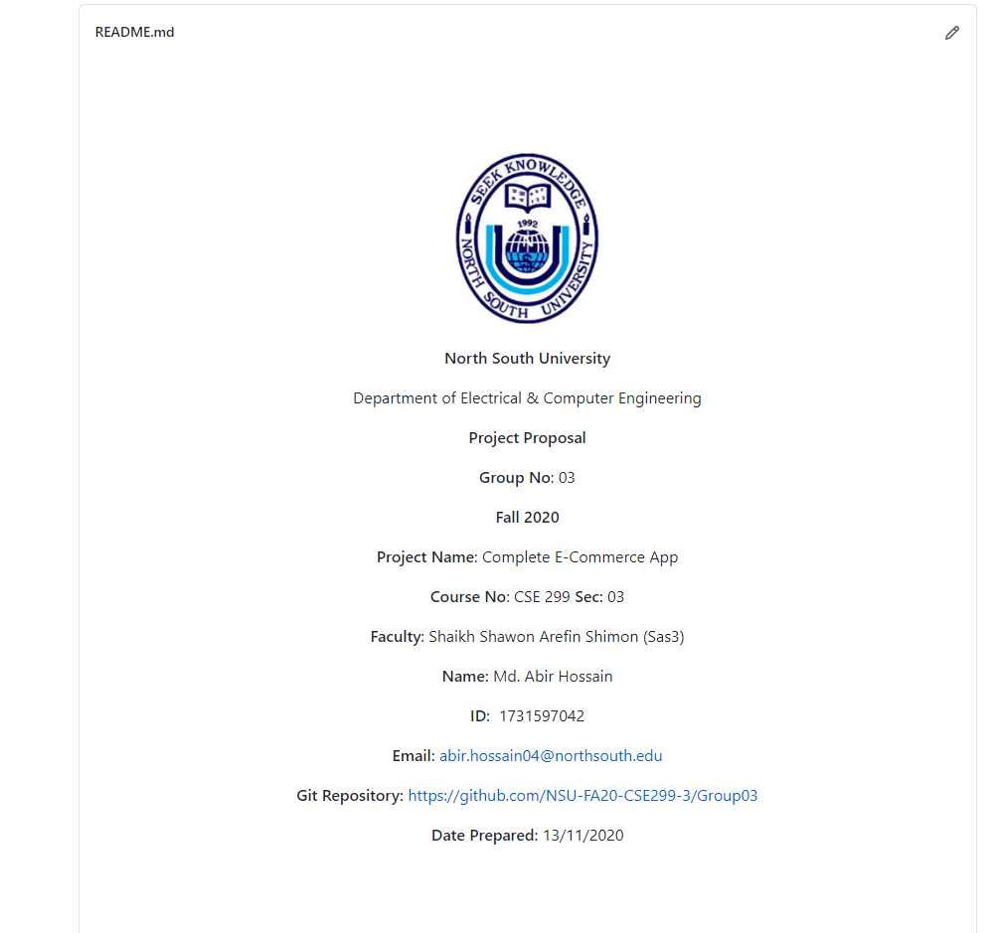 README.md
SEEK KNOWLEDGE
1992
NORTH SOUTH UNIVERSITY
North South University
Department of Electrical & Computer Engineering
Project Proposal
Group No: 03
Fall 2020
Project Name: Complete E-Commerce App
Course No: CSE 299 Sec: 03
Faculty: Shaikh Shawon Arefin Shimon (Sas3)
Name: Md. Abir Hossain
ID: 1731597042
Email: abir.hossain04@northsouth.edu
Git Repository: https://github.com/NSU-FA20-CSE299-3/Group03
Date Prepared: 13/11/2020